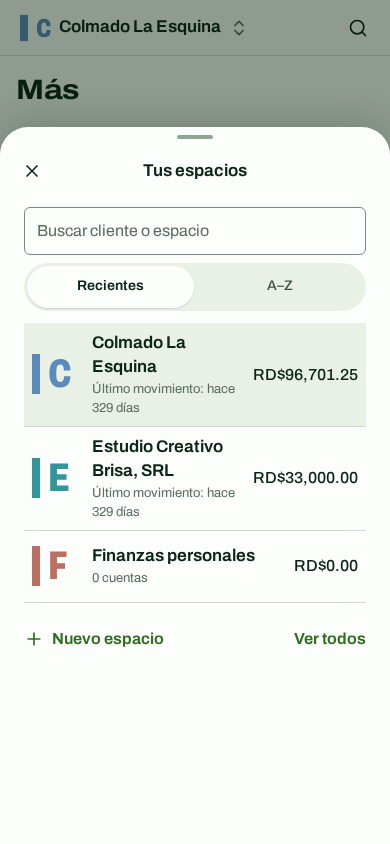 C Colmado La Esquina
Más
Tus espacios
Buscar cliente o espacio
Recientes
A–Z
C
Colmado La
Esquina
Último movimiento: hace
329 días
RD$96,701.25
E
Estudio Creativo
Brisa, SRL
Último movimiento: hace
329 días
RD$33,000.00
F
Finanzas personales
0 cuentas
RD$0.00
Nuevo espacio
Ver todos